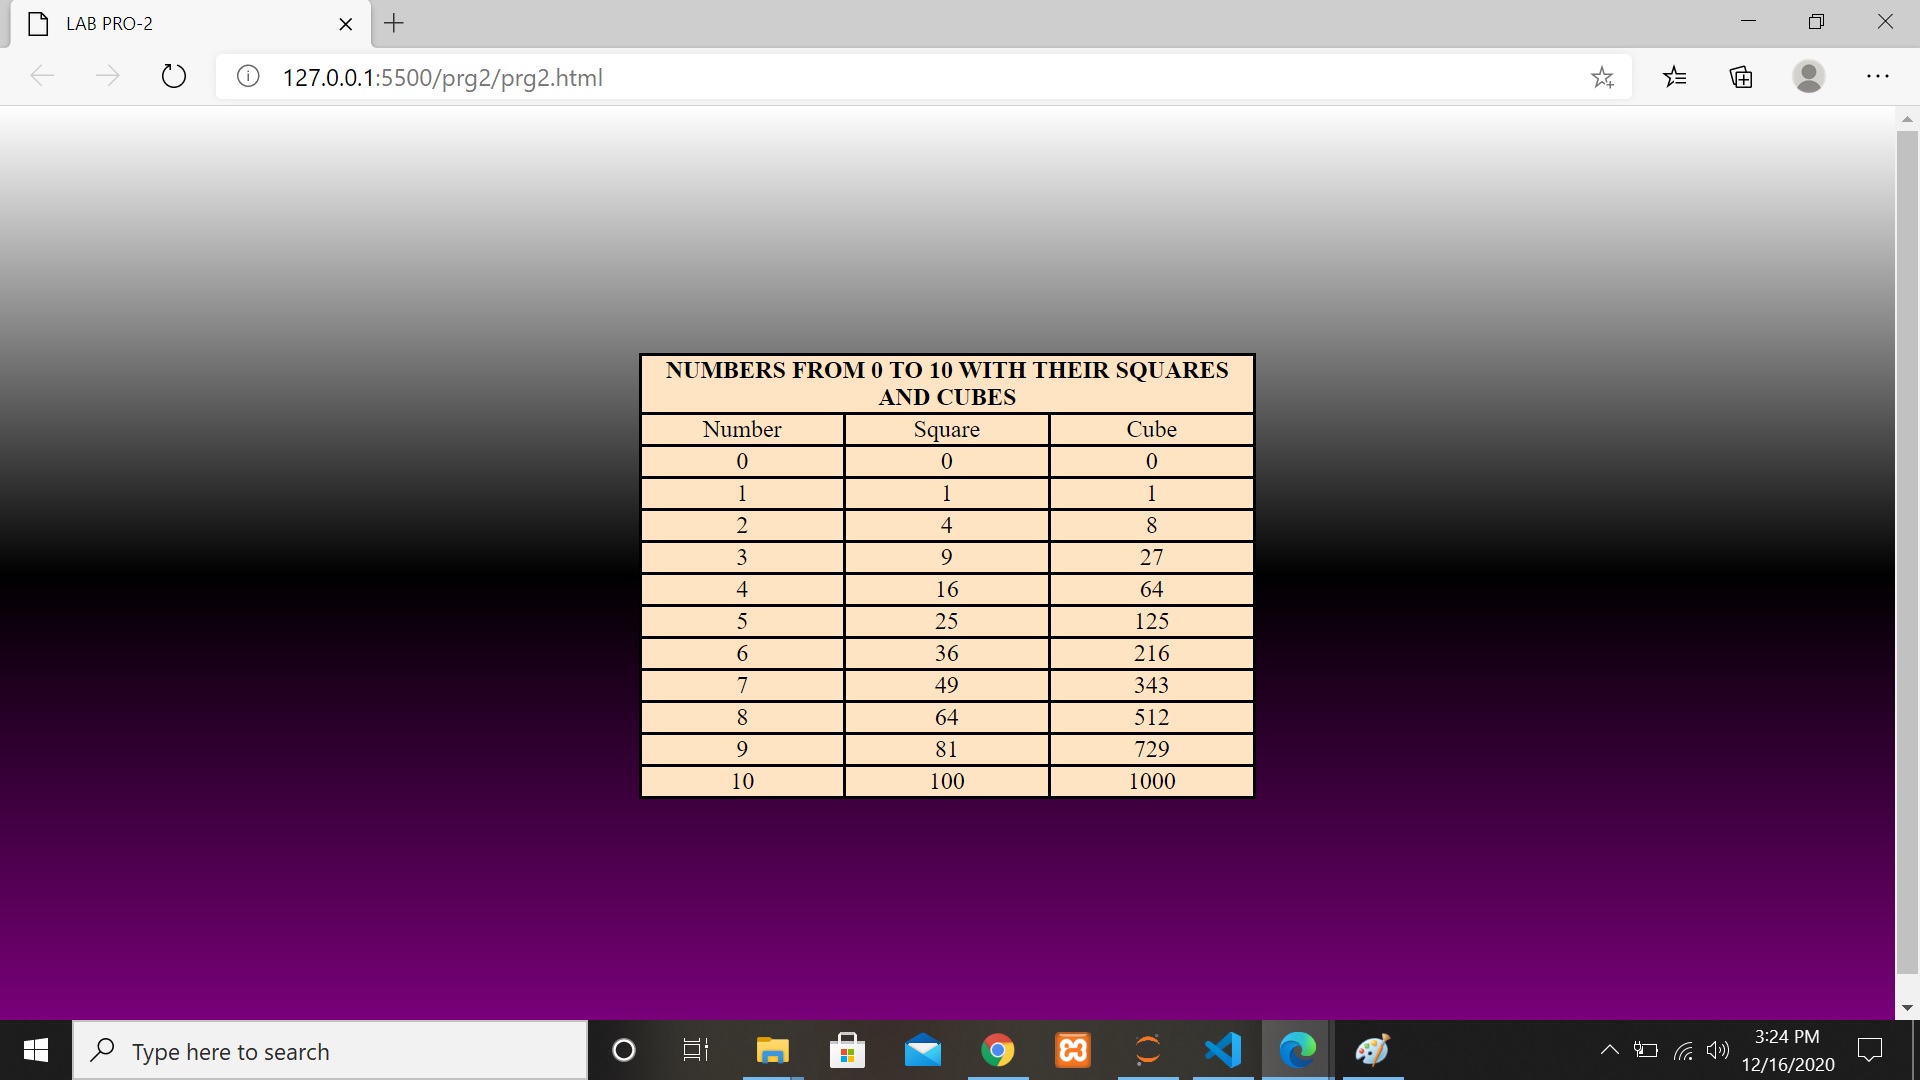 LAB PRO-2
127.0.0.1:5500/prg2/prg2.html
NUMBERS FROM 0 TO 10 WITH THEIR SQUARES
AND CUBES
Number Square Cube
0 0 0
1 1 1
2 4 8
3 9 27
4 16 64
5 25 125
6 36 216
7 49 343
8 64 512
9 81 729
10 100 1000
Type here to search
3:24 PM
12/16/2020